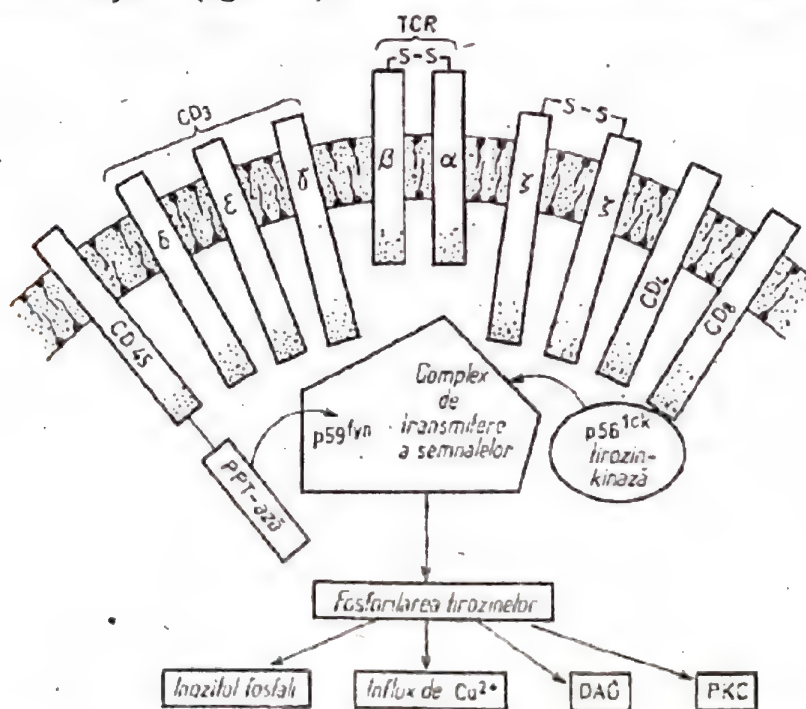 TCR
S-S
CD3
β
α
S-S
γ
ε
δ
ζ
ζ
CD4
CD8
CD45
Complex
de
transmitere
a semnalelor
p59fyn
p561ck
tirozin-
kinază
PPT-ază
Fosforilarea tirozinelor
Inozitol fosfați
Influx de Ca2+
DAG
PKC